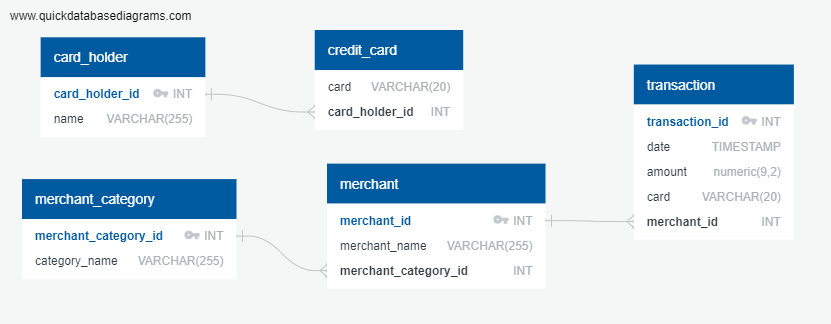 www.quickdatabasediagrams.com
card_holder
card_holder_id INT
name VARCHAR(255)
credit_card
card VARCHAR(20)
card_holder_id INT
transaction
transaction_id INT
date TIMESTAMP
amount numeric(9,2)
card VARCHAR(20)
merchant_id INT
merchant_category
merchant_category_id INT
category_name VARCHAR(255)
merchant
merchant_id INT
merchant_name VARCHAR(255)
merchant_category_id INT